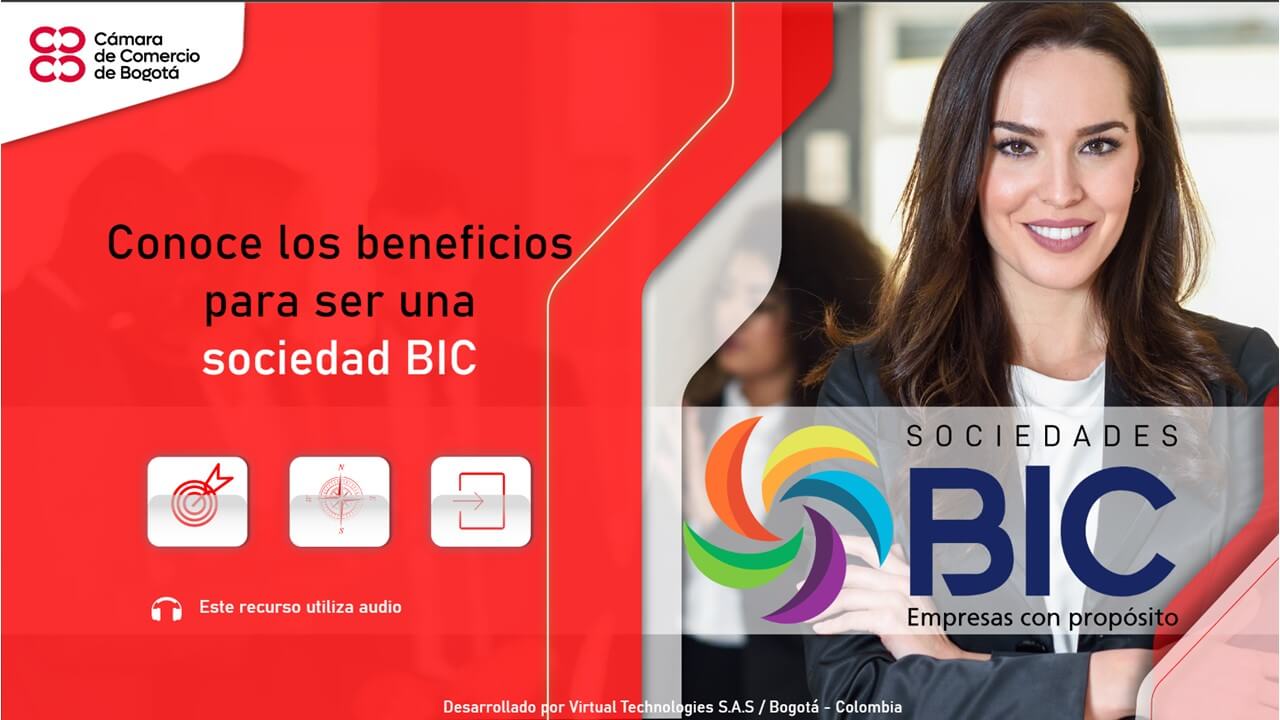 Cámara
de Comercio
de Bogotá
Conoce los beneficios
para ser una
sociedad BIC
N
S
Este recurso utiliza audio
SOCIEDADES
BIC
Empresas con propósito
Desarrollado por Virtual Technologies S.A.S / Bogotá - Colombia